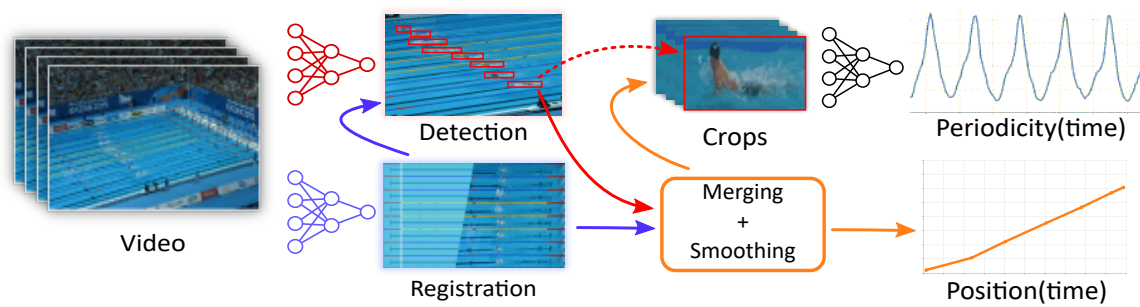 Video
Detection
Registration
Crops
Merging
+
Smoothing
Periodicity(time)
Position(time)